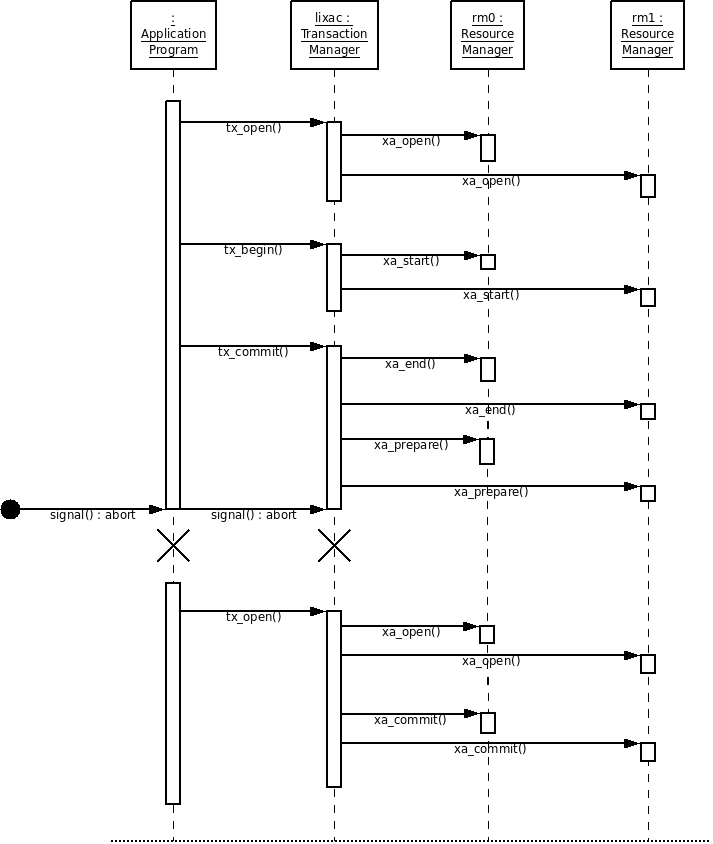 :
Application
Program
lixac :
Transaction
Manager
rm0 :
Resource
Manager
rm1 :
Resource
Manager
tx_open()
xa_open()
xa_open()
tx_begin()
xa_start()
xa_start()
tx_commit()
xa_end()
xa_end()
xa_prepare()
xa_prepare()
signal() : abort
signal() : abort
tx_open()
xa_open()
xa_open()
xa_commit()
xa_commit()